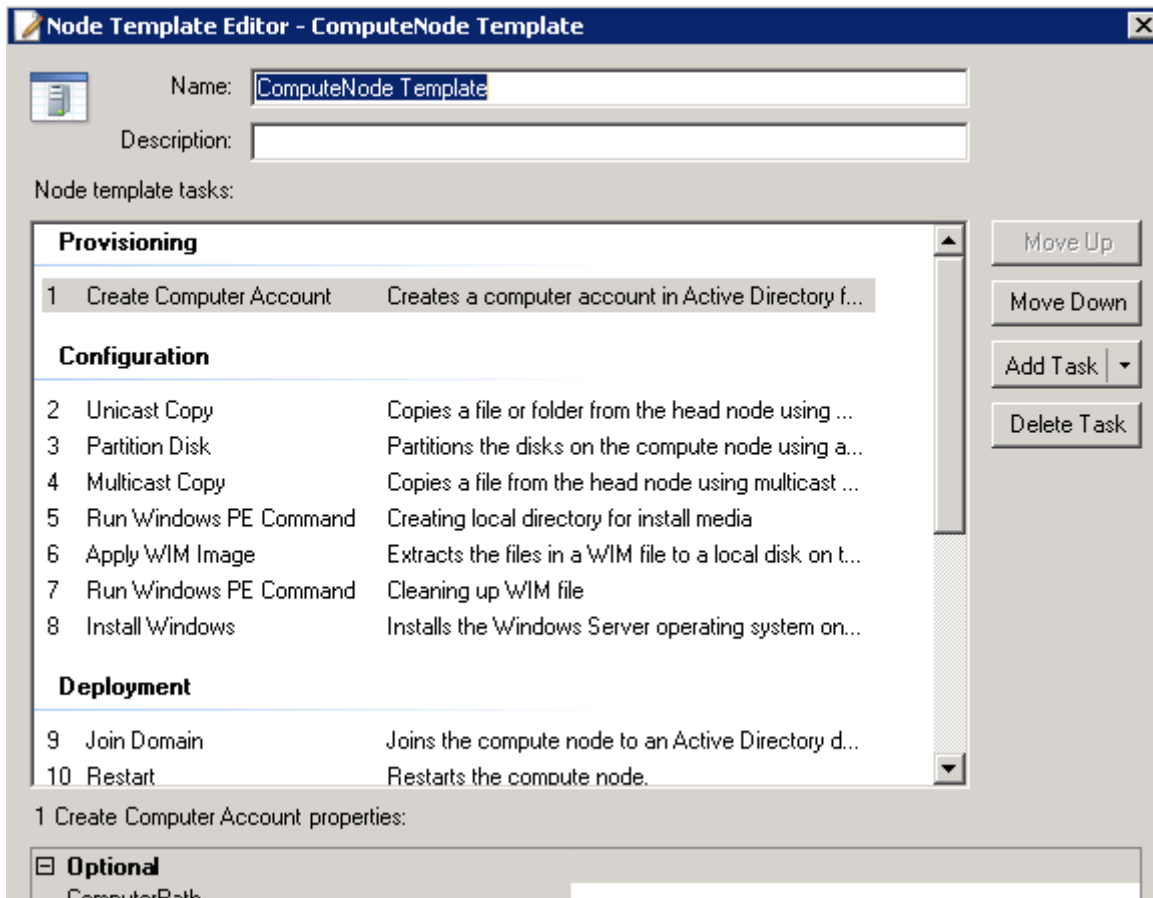 Node Template Editor - ComputeNode Template
Name: ComputeNode Template
Description:
Node template tasks:
Provisioning
1 Create Computer Account Creates a computer account in Active Directory f...
Configuration
2 Unicast Copy Copies a file or folder from the head node using ...
3 Partition Disk Partitions the disks on the compute node using a...
4 Multicast Copy Copies a file from the head node using multicast ...
5 Run Windows PE Command Creating local directory for install media
6 Apply WIM Image Extracts the files in a WIM file to a local disk on t...
7 Run Windows PE Command Cleaning up WIM file
8 Install Windows Installs the Windows Server operating system on...
Deployment
9 Join Domain Joins the compute node to an Active Directory d...
10 Restart Restarts the compute node.
Move Up
Move Down
Add Task
Delete Task
1 Create Computer Account properties:
Optional
ComputerPath